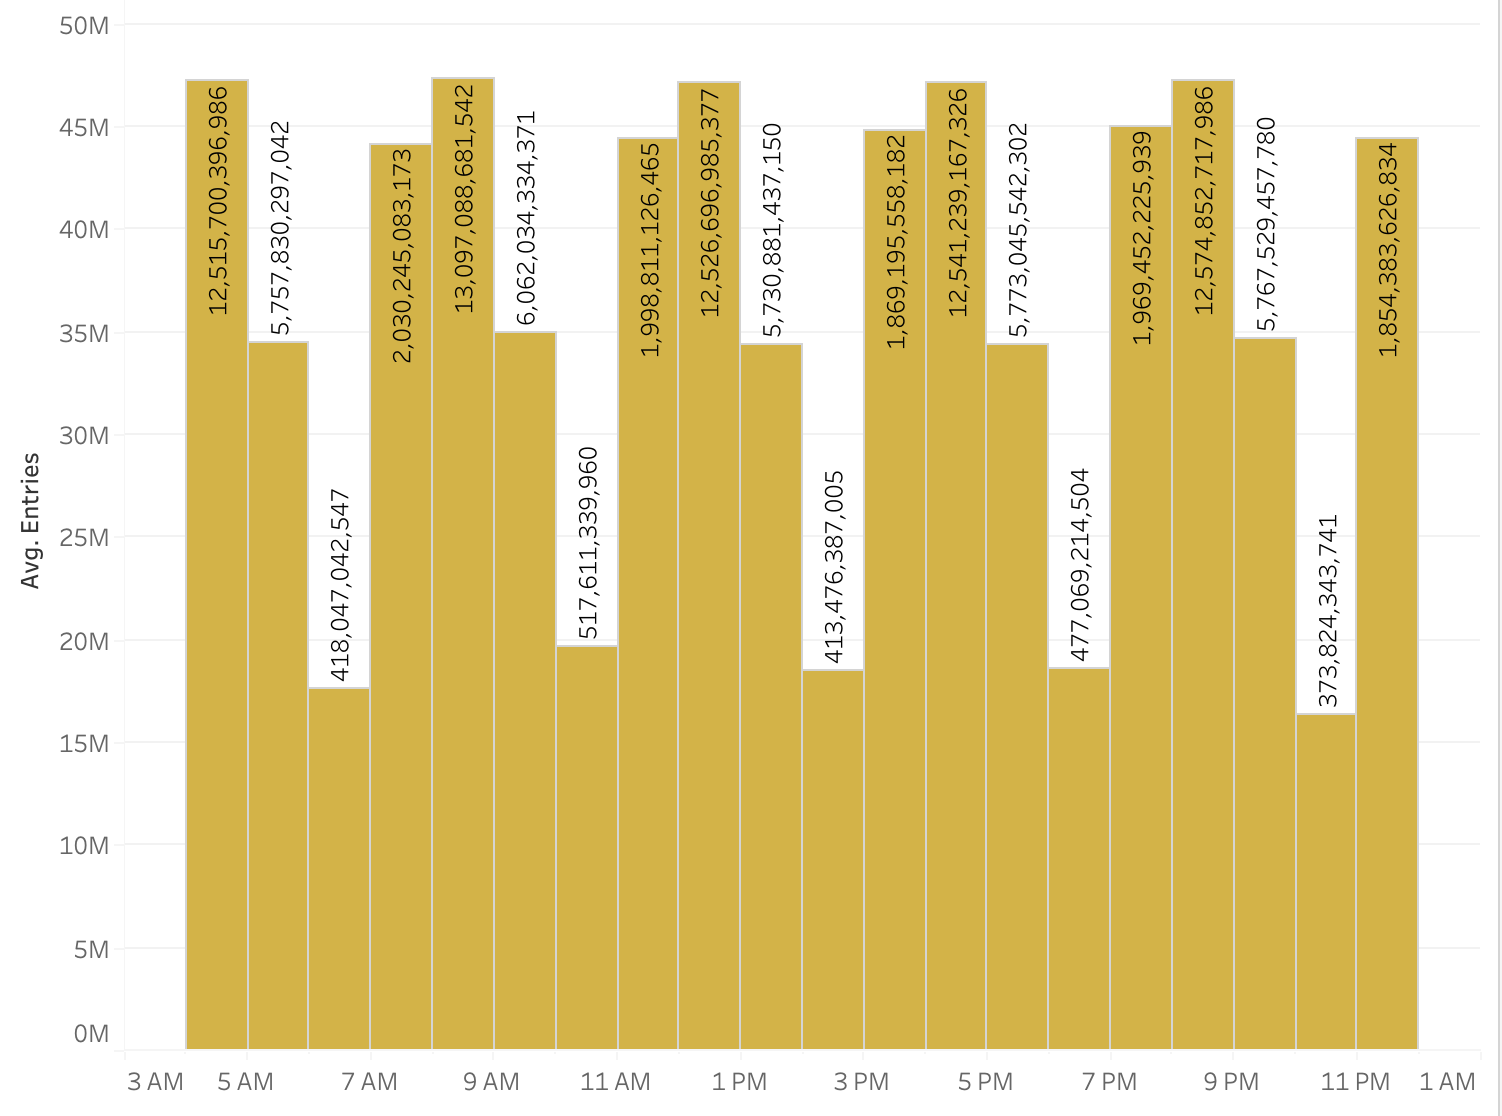 50M
45M
40M
35M
30M
25M
20M
15M
10M
5M
0M
Avg. Entries
12,515,700,396,986
5,757,830,297,042
418,047,042,547
2,030,245,083,173
13,097,088,681,542
6,062,034,334,371
517,611,339,960
1,998,811,126,465
12,526,696,985,377
5,730,881,437,150
413,476,387,005
1,869,195,558,182
12,541,239,167,326
5,773,045,542,302
477,069,214,504
1,969,452,225,939
12,574,852,717,986
5,767,529,457,780
373,824,343,741
1,854,383,626,834
3 AM 5 AM 7 AM 9 AM 11 AM 1 PM 3 PM 5 PM 7 PM 9 PM 11 PM 1 AM